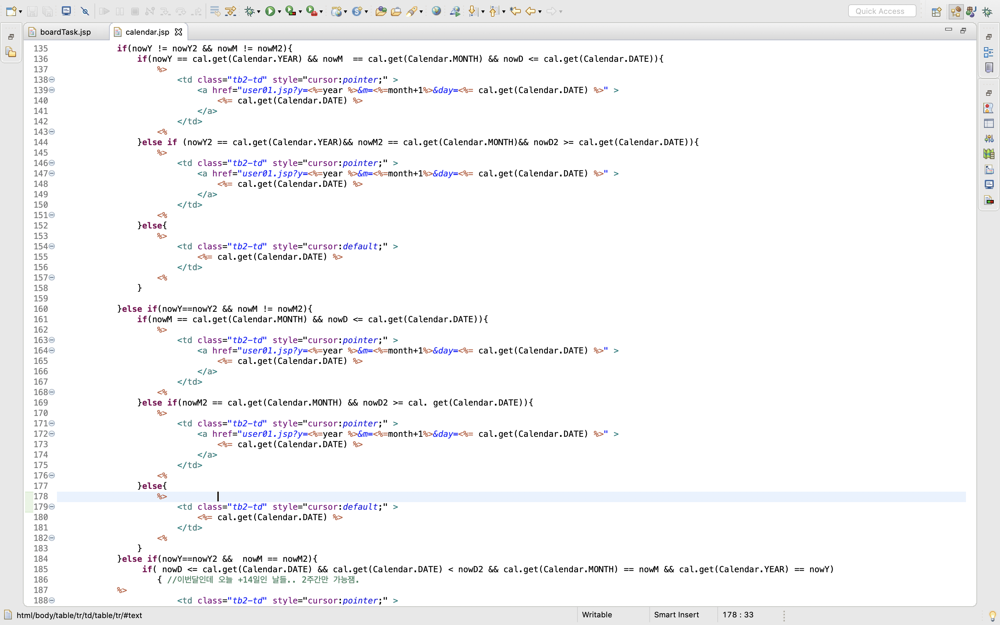 Quick Access
boardTask.jsp
calendar.jsp
135 if(nowY != nowY2 && nowM != nowM2){
136 if(nowY == cal.get(Calendar.YEAR) && nowM  == cal.get(Calendar.MONTH) && nowD <= cal.get(Calendar.DATE)){
137 %>
138 <td class="tb2-td" style="cursor:pointer;" >
139 <a href="user01.jsp?y=<%=year %>&m=<%=month+1%>&day=<%= cal.get(Calendar.DATE) %>" >
140 <%= cal.get(Calendar.DATE) %>
141 </a>
142 </td>
143 <%
144 }else if (nowY2 == cal.get(Calendar.YEAR)&& nowM2 == cal.get(Calendar.MONTH)&& nowD2 >= cal.get(Calendar.DATE)){
145 %>
146 <td class="tb2-td" style="cursor:pointer;" >
147 <a href="user01.jsp?y=<%=year %>&m=<%=month+1%>&day=<%= cal.get(Calendar.DATE) %>" >
148 <%= cal.get(Calendar.DATE) %>
149 </a>
150 </td>
151 <%
152 }else{
153 %>
154 <td class="tb2-td" style="cursor:default;" >
155 <%= cal.get(Calendar.DATE) %>
156 </td>
157 <%
158 }
159
160 }else if(nowY==nowY2 && nowM != nowM2){
161 if(nowM == cal.get(Calendar.MONTH) && nowD <= cal.get(Calendar.DATE)){
162 %>
163 <td class="tb2-td" style="cursor:pointer;" >
164 <a href="user01.jsp?y=<%=year %>&m=<%=month+1%>&day=<%= cal.get(Calendar.DATE) %>" >
165 <%= cal.get(Calendar.DATE) %>
166 </a>
167 </td>
168 <%
169 }else if(nowM2 == cal.get(Calendar.MONTH) && nowD2 >= cal. get(Calendar.DATE)){
170 %>
171 <td class="tb2-td" style="cursor:pointer;" >
172 <a href="user01.jsp?y=<%=year %>&m=<%=month+1%>&day=<%= cal.get(Calendar.DATE) %>" >
173 <%= cal.get(Calendar.DATE) %>
174 </a>
175 </td>
176 <%
177 }else{
178 %>
179 <td class="tb2-td" style="cursor:default;" >
180 <%= cal.get(Calendar.DATE) %>
181 </td>
182 <%
183 }
184 }else if(nowY==nowY2 &&  nowM == nowM2){
185 if( nowD <= cal.get(Calendar.DATE) && cal.get(Calendar.DATE) < nowD2 && cal.get(Calendar.MONTH) == nowM && cal.get(Calendar.YEAR) == nowY)
186 { //이번달인데 오늘 +14일인 날들.. 2주간만 가능잼.
187 %>
188 <td class="tb2-td" style="cursor:pointer;" >
html/body/table/tr/td/table/tr/#text
Writable
Smart Insert
178 : 33